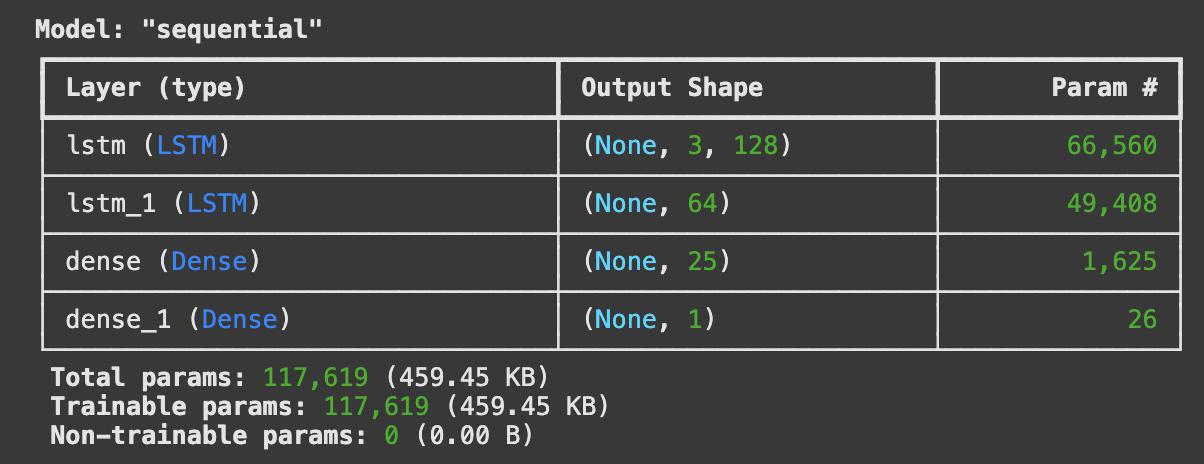 Model: "sequential"
Layer (type) Output Shape Param #
lstm (LSTM) (None, 3, 128) 66,560
lstm_1 (LSTM) (None, 64) 49,408
dense (Dense) (None, 25) 1,625
dense_1 (Dense) (None, 1) 26
Total params: 117,619 (459.45 KB)
Trainable params: 117,619 (459.45 KB)
Non-trainable params: 0 (0.00 B)